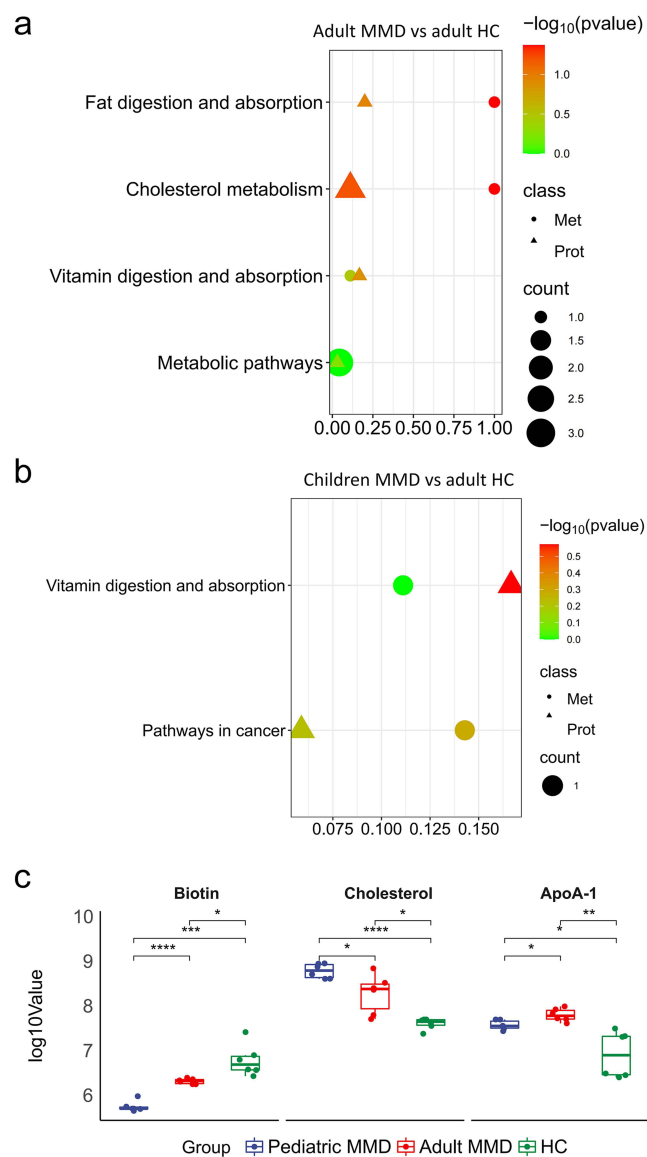 a
Adult MMD vs adult HC
−log10(pvalue)
1.0
0.5
0.0
Fat digestion and absorption
Cholesterol metabolism
Vitamin digestion and absorption
Metabolic pathways
0.00 0.25 0.50 0.75 1.00
class
Met
Prot
count
1.0
1.5
2.0
2.5
3.0
b
Children MMD vs adult HC
−log10(pvalue)
0.5
0.4
0.3
0.2
0.1
0.0
Vitamin digestion and absorption
Pathways in cancer
0.075 0.100 0.125 0.150
class
Met
Prot
count
1
c
Biotin Cholesterol ApoA-1
10
9
8
7
6
log10Value
* * **
*** **** *
**** * *
Group Pediatric MMD Adult MMD HC